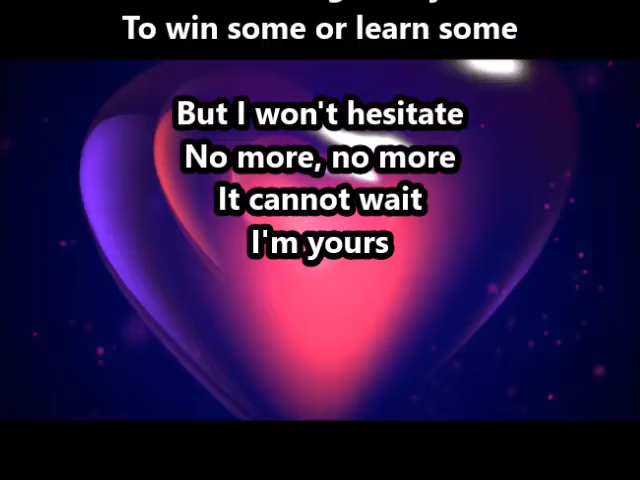 To win some or learn some
But I won't hesitate
No more, no more
It cannot wait
I'm yours